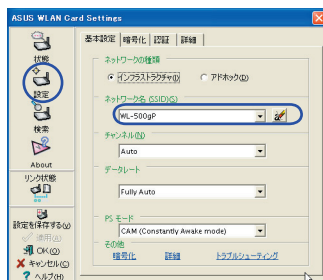 ASUS WLAN Card Settings
状態
設定
検索
About
リンク状態
設定を保存する(V)
適用(A)
OK(O)
キャンセル(C)
ヘルプ(H)
基本設定 暗号化 認証 詳細
ネットワークの種類
インフラストラクチャ(I) アドホック(D)
ネットワーク名 (SSID)(S)
WL-500gP
チャンネル(N)
Auto
データレート
Fully Auto
PS モード
CAM (Constantly Awake mode)
その他
暗号化 詳細 トラブルシューティング